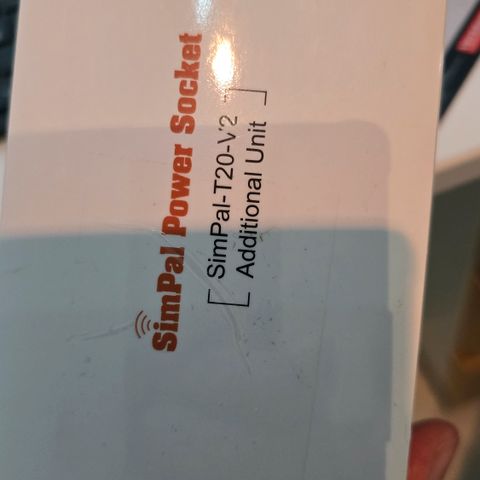 SimPal Power Socket
SimPal-T20-V2
Additional Unit